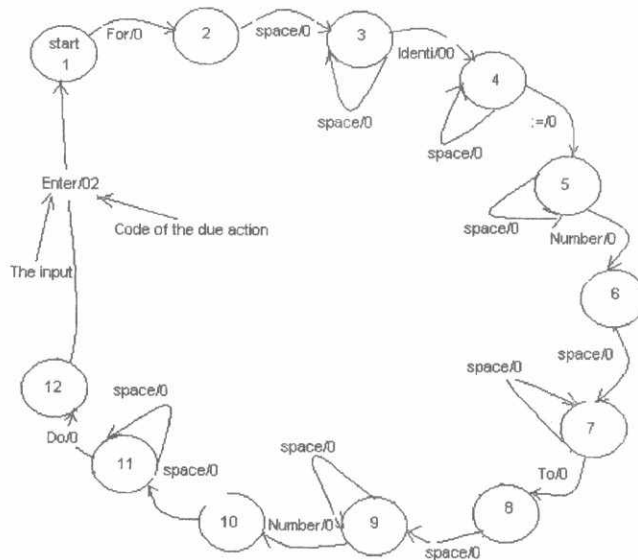 start
1
For/0
2
space/0
3
Identi/00
4
space/0
space/0
:=/0
5
space/0
Number/0
6
space/0
7
space/0
To/0
8
space/0
9
space/0
Number/0
10
space/0
11
space/0
Do/0
12
Enter/02
Code of the due action
The input